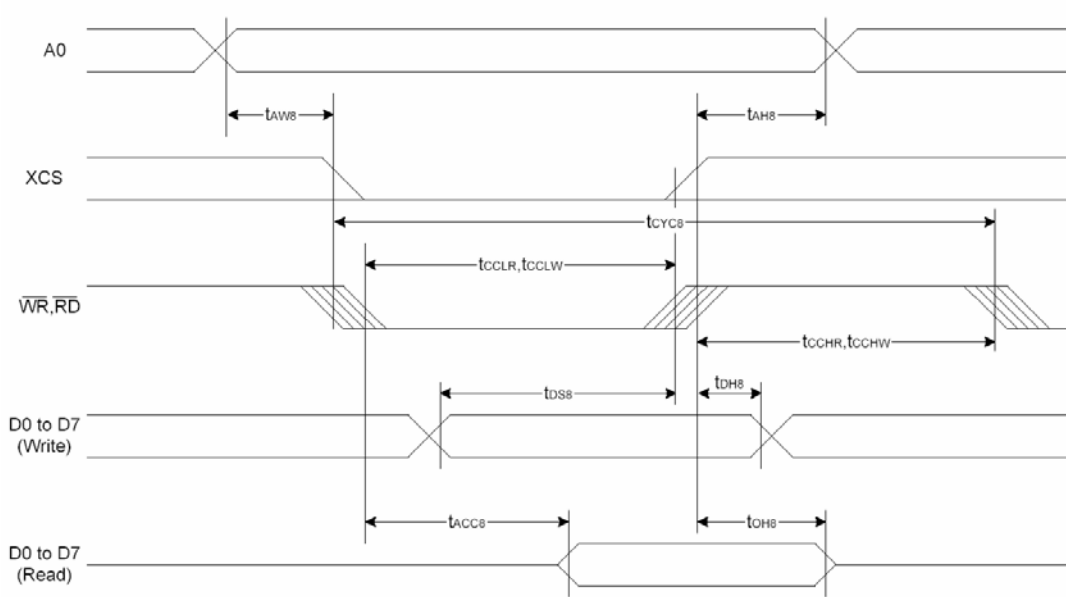 A0
tAW8
tAH8
XCS
tCYC8
tCCLR,tCCLW
WR,RD
tCCHR,tCCHW
tDS8
tDH8
D0 to D7
(Write)
tACC8
tOH8
D0 to D7
(Read)